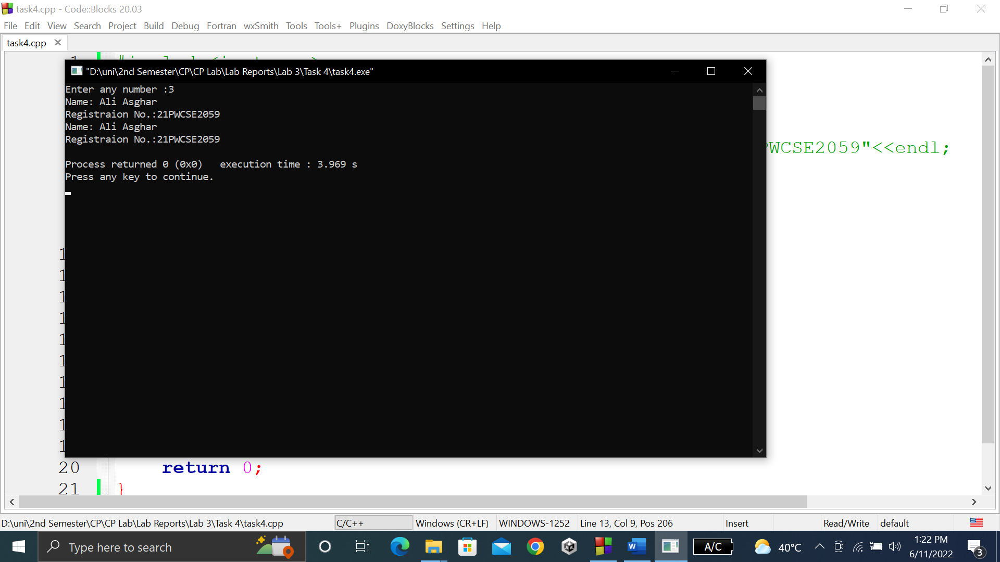 task4.cpp - Code::Blocks 20.03
File Edit View Search Project Build Debug Fortran wxSmith Tools Tools+ Plugins DoxyBlocks Settings Help
task4.cpp
"D:\uni\2nd Semester\CP\CP Lab\Lab Reports\Lab 3\Task 4\task4.exe"
Enter any number :3
Name: Ali Asghar
Registraion No.:21PWCSE2059
Name: Ali Asghar
Registraion No.:21PWCSE2059
Process returned 0 (0x0)   execution time : 3.969 s
Press any key to continue.
WCSE2059"<<endl;
20 return 0;
21 }
D:\uni\2nd Semester\CP\CP Lab\Lab Reports\Lab 3\Task 4\task4.cpp C/C++ Windows (CR+LF) WINDOWS-1252 Line 13, Col 9, Pos 206 Insert Read/Write default
Type here to search
A/C
40°C
1:22 PM
6/11/2022
3